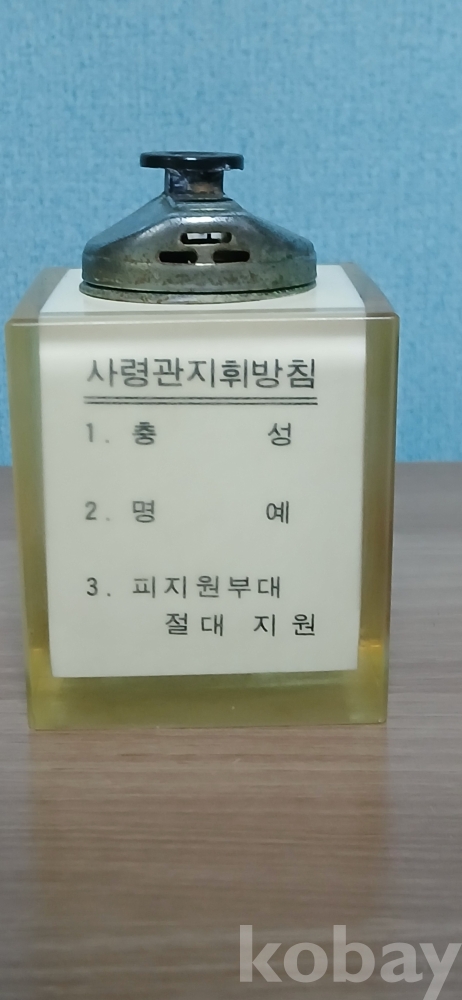 사령관지휘방침
1. 충 성
2. 명 예
3. 피지원부대
절대 지원
kobay